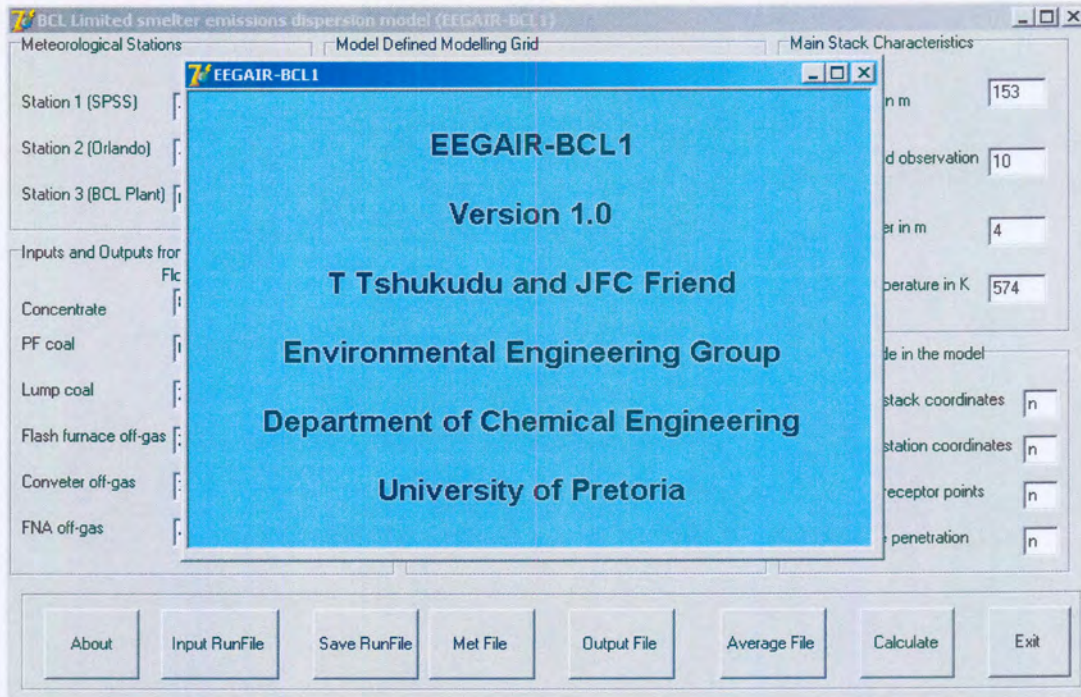 BCL Limited smelter emissions dispersion model (EEGAIR-BCL1)
Meteorological Stations
Model Defined Modelling Grid
Main Stack Characteristics
EEGAIR-BCL1
Station 1 (SPSS)
in m
153
Station 2 (Orlando)
observation
10
Station 3 (BCL Plant)
in m
4
in K
574
EEGAIR-BCL1
Version 1.0
T Tshukudu and JFC Friend
Environmental Engineering Group
Department of Chemical Engineering
University of Pretoria
Inputs and Outputs
Concentrate
PF coal
in the model
Lump coal
stack coordinates
n
Flash furnace off-gas
station coordinates
n
Conveter off-gas
receptor points
n
FNA off-gas
penetration
n
About
Input RunFile
Save RunFile
Met File
Output File
Average File
Calculate
Exit